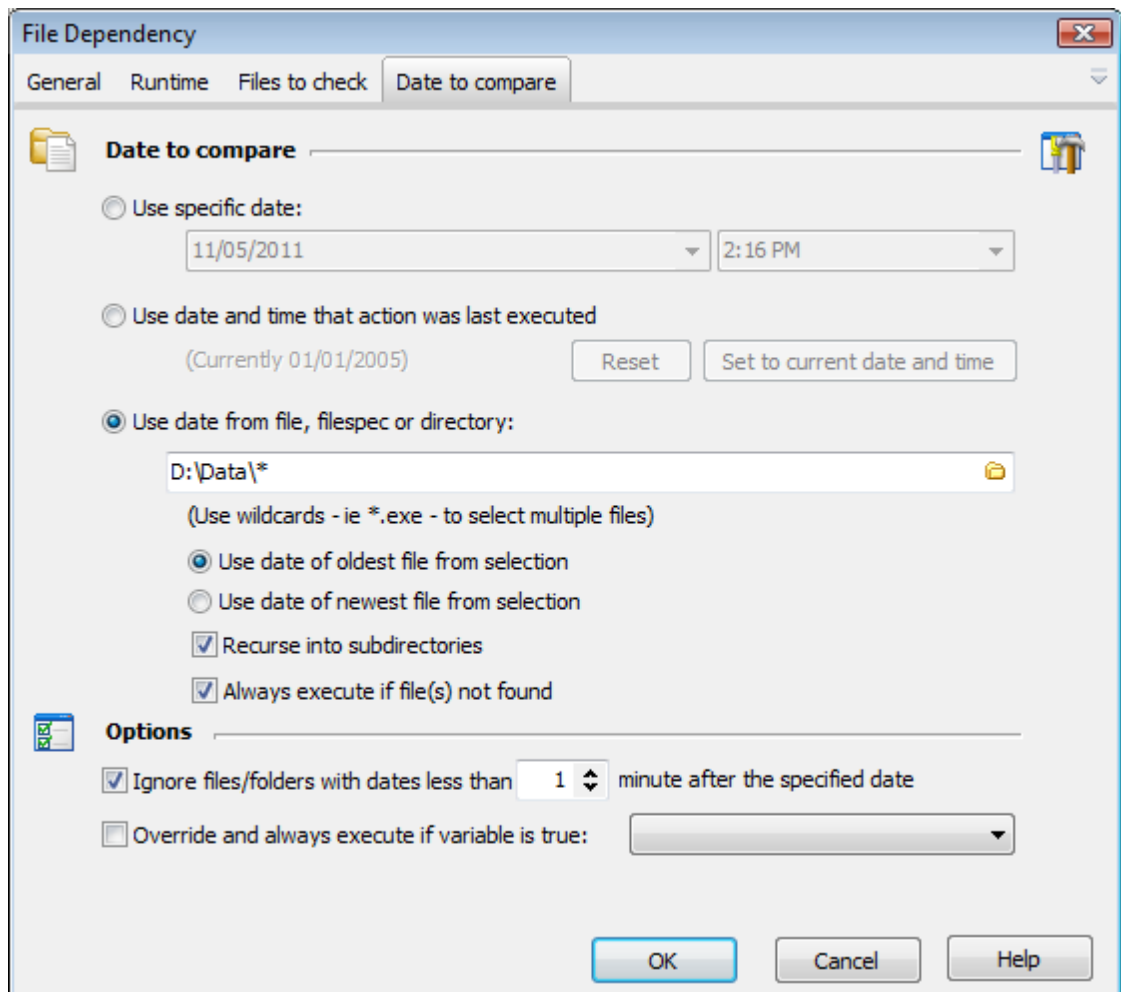 File Dependency
General Runtime Files to check Date to compare
Date to compare
Use specific date:
11/05/2011 2:16 PM
Use date and time that action was last executed
(Currently 01/01/2005) Reset Set to current date and time
Use date from file, filespec or directory:
D:\Data\*
(Use wildcards - ie *.exe - to select multiple files)
Use date of oldest file from selection
Use date of newest file from selection
Recurse into subdirectories
Always execute if file(s) not found
Options
Ignore files/folders with dates less than 1 minute after the specified date
Override and always execute if variable is true:
OK Cancel Help